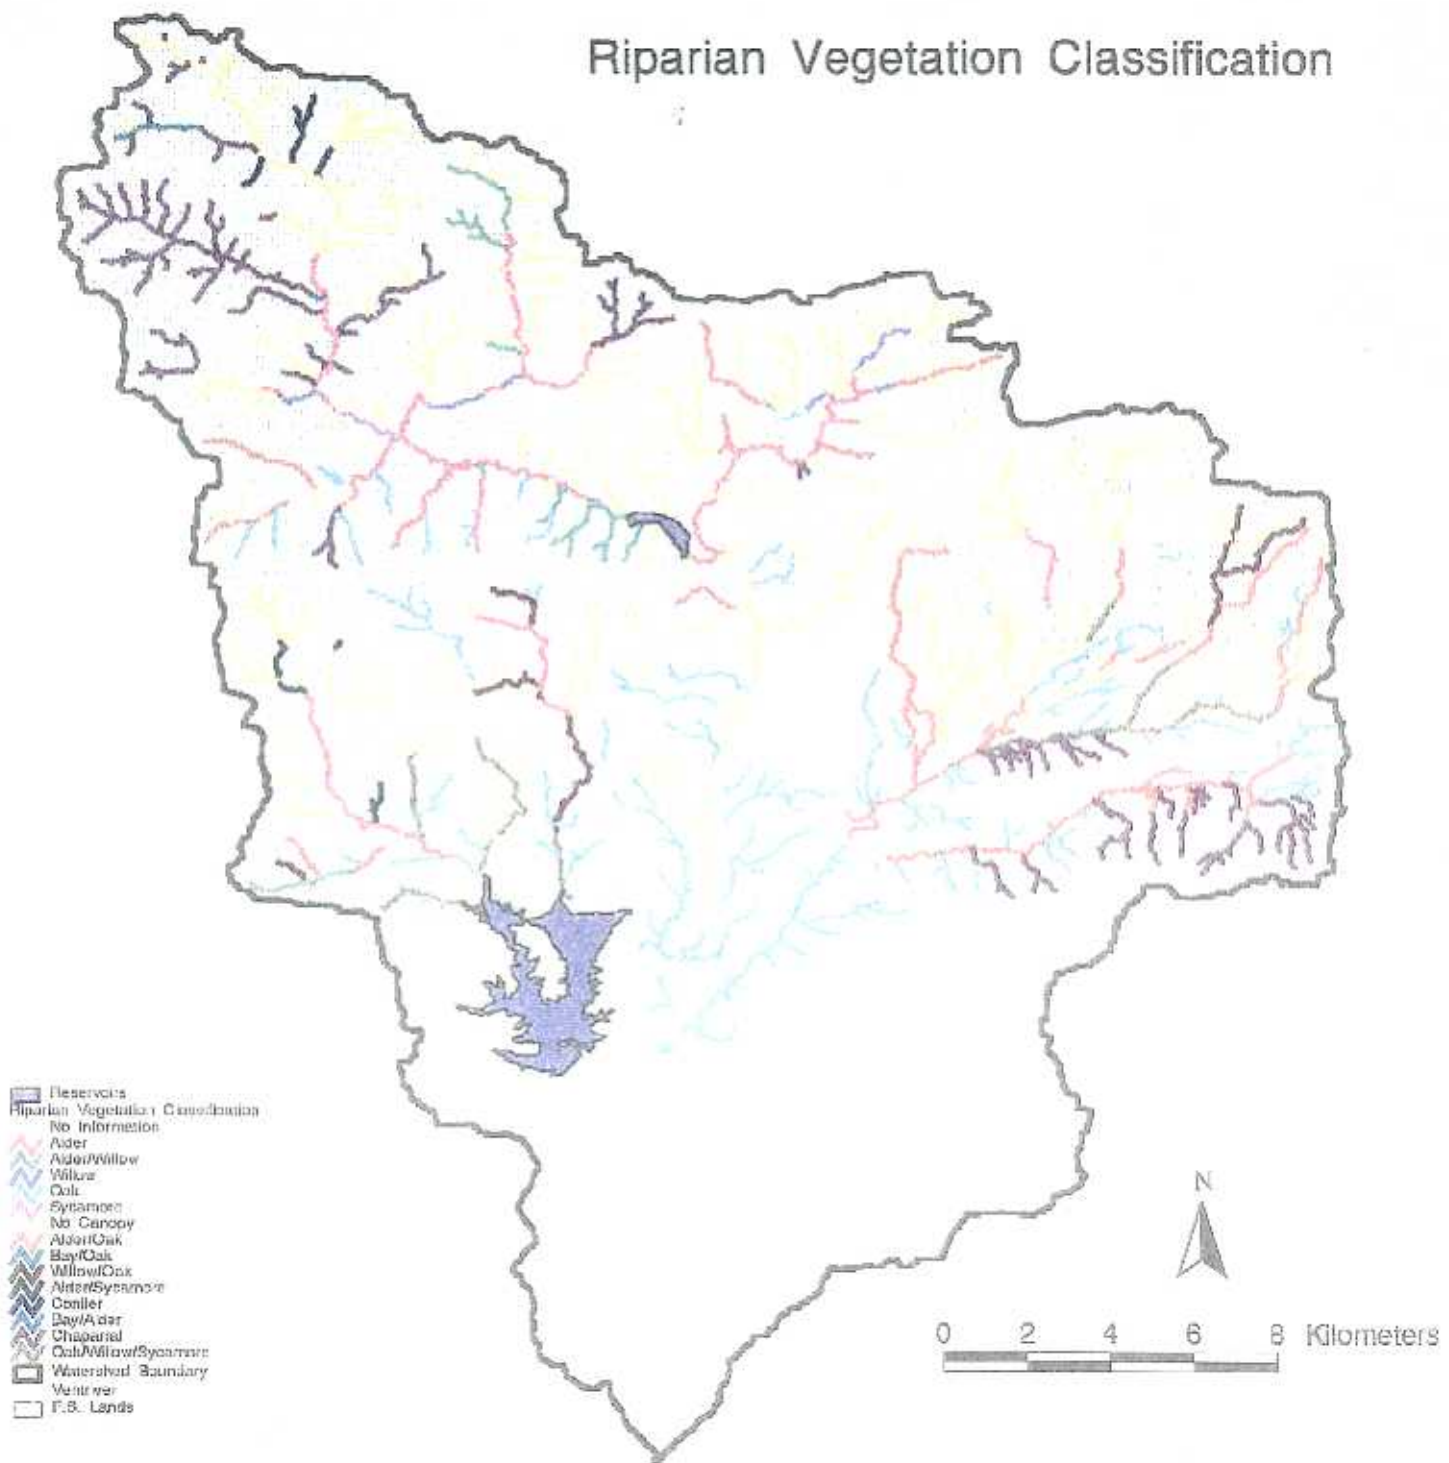 Riparian Vegetation Classification
Reservoirs
Riparian Vegetation Classification
No Information
Alder
Alder/Willow
Willow
Oak
Sycamore
No Canopy
Alder/Oak
Bay/Oak
Willow/Oak
Alder/Sycamore
Conifer
Bay/Alder
Chaparral
Oak/Willow/Sycamore
Watershed Boundary
F.S. Lands
N
0 2 4 6 8 Kilometers